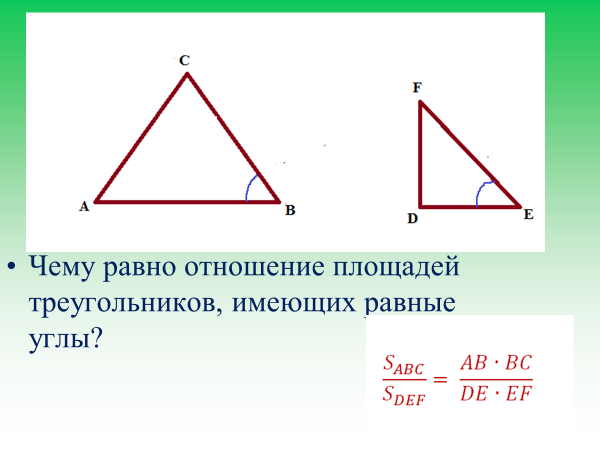 C
F
A
B
D
E
• Чему равно отношение площадей
треугольников, имеющих равные
углы?
S_ABC / S_DEF = AB · BC / DE · EF